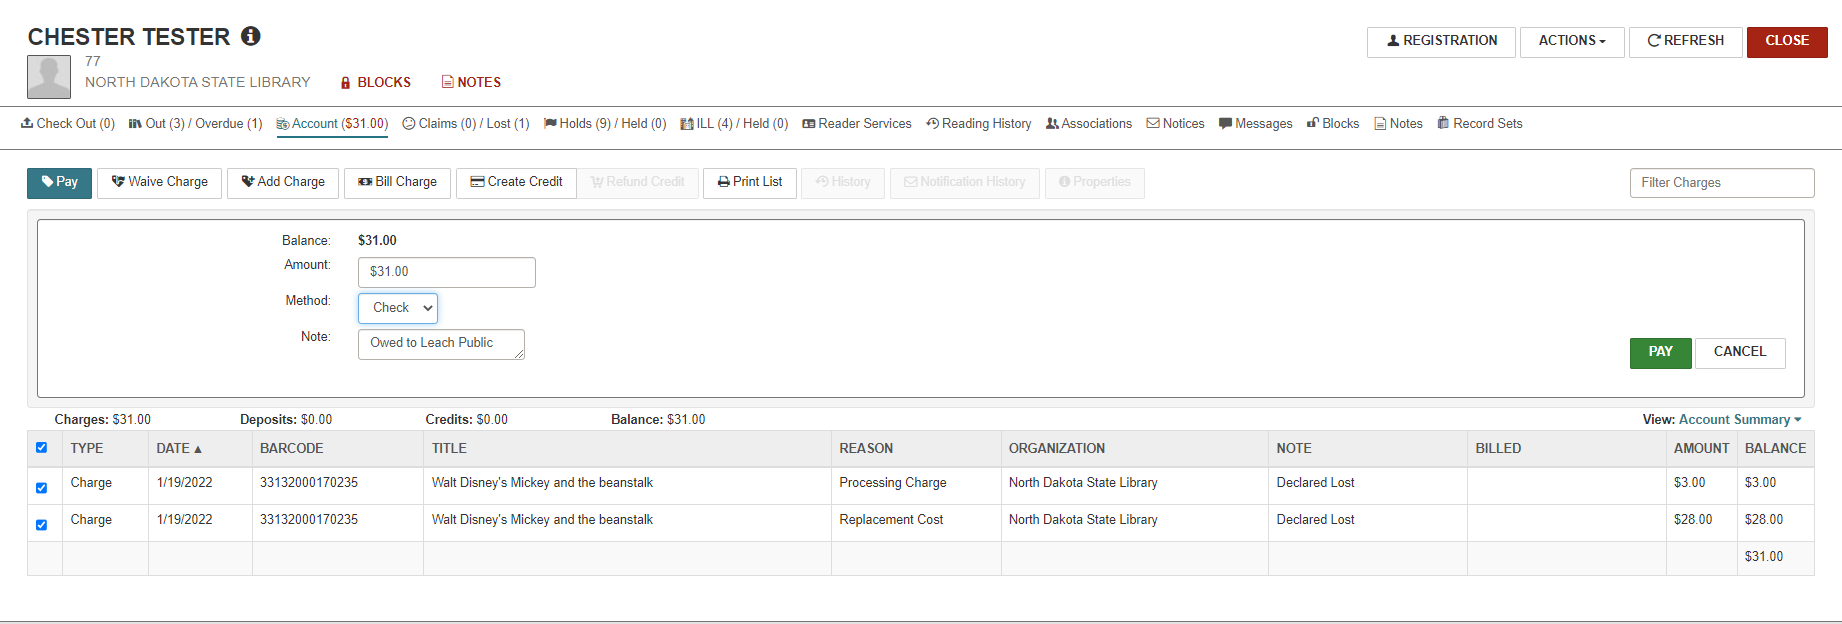 CHESTER TESTER
REGISTRATION ACTIONS REFRESH CLOSE
77
NORTH DAKOTA STATE LIBRARY BLOCKS NOTES
Check Out (0) Out (3) / Overdue (1) Account ($31.00) Claims (0) / Lost (1) Holds (9) / Held (0) ILL (4) / Held (0) Reader Services Reading History Associations Notices Messages Blocks Notes Record Sets
Pay Waive Charge Add Charge Bill Charge Create Credit Refund Credit Print List History Notification History Properties Filter Charges
Balance: $31.00
Amount: $31.00
Method: Check
Note: Owed to Leach Public
PAY CANCEL
Charges: $31.00 Deposits: $0.00 Credits: $0.00 Balance: $31.00 View: Account Summary
TYPE DATE BARCODE TITLE REASON ORGANIZATION NOTE BILLED AMOUNT BALANCE
Charge 1/19/2022 33132000170235 Walt Disney's Mickey and the beanstalk Processing Charge North Dakota State Library Declared Lost $3.00 $3.00
Charge 1/19/2022 33132000170235 Walt Disney's Mickey and the beanstalk Replacement Cost North Dakota State Library Declared Lost $28.00 $28.00
$31.00